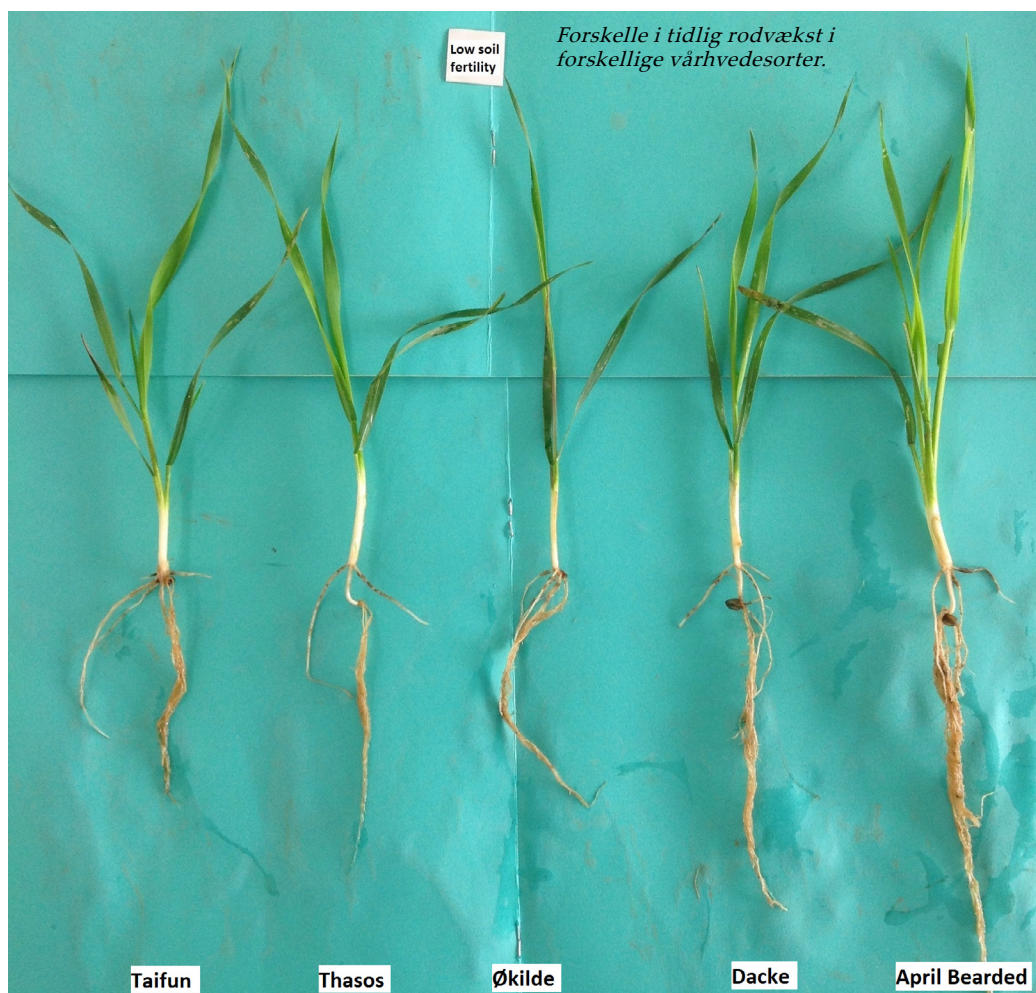 Low soil
fertility
Forskelle i tidlig rodvækst i
forskellige vårhvedesorter.
Taifun
Thasos
Økilde
Dacke
April Bearded